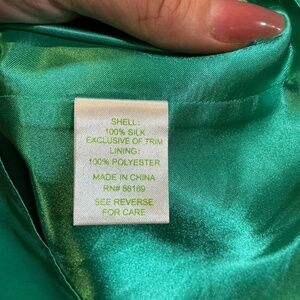 SHELL:
100% SILK
EXCLUSIVE OF TRIM
LINING:
100% POLYESTER
MADE IN CHINA
RN# 88169
SEE REVERSE
FOR CARE